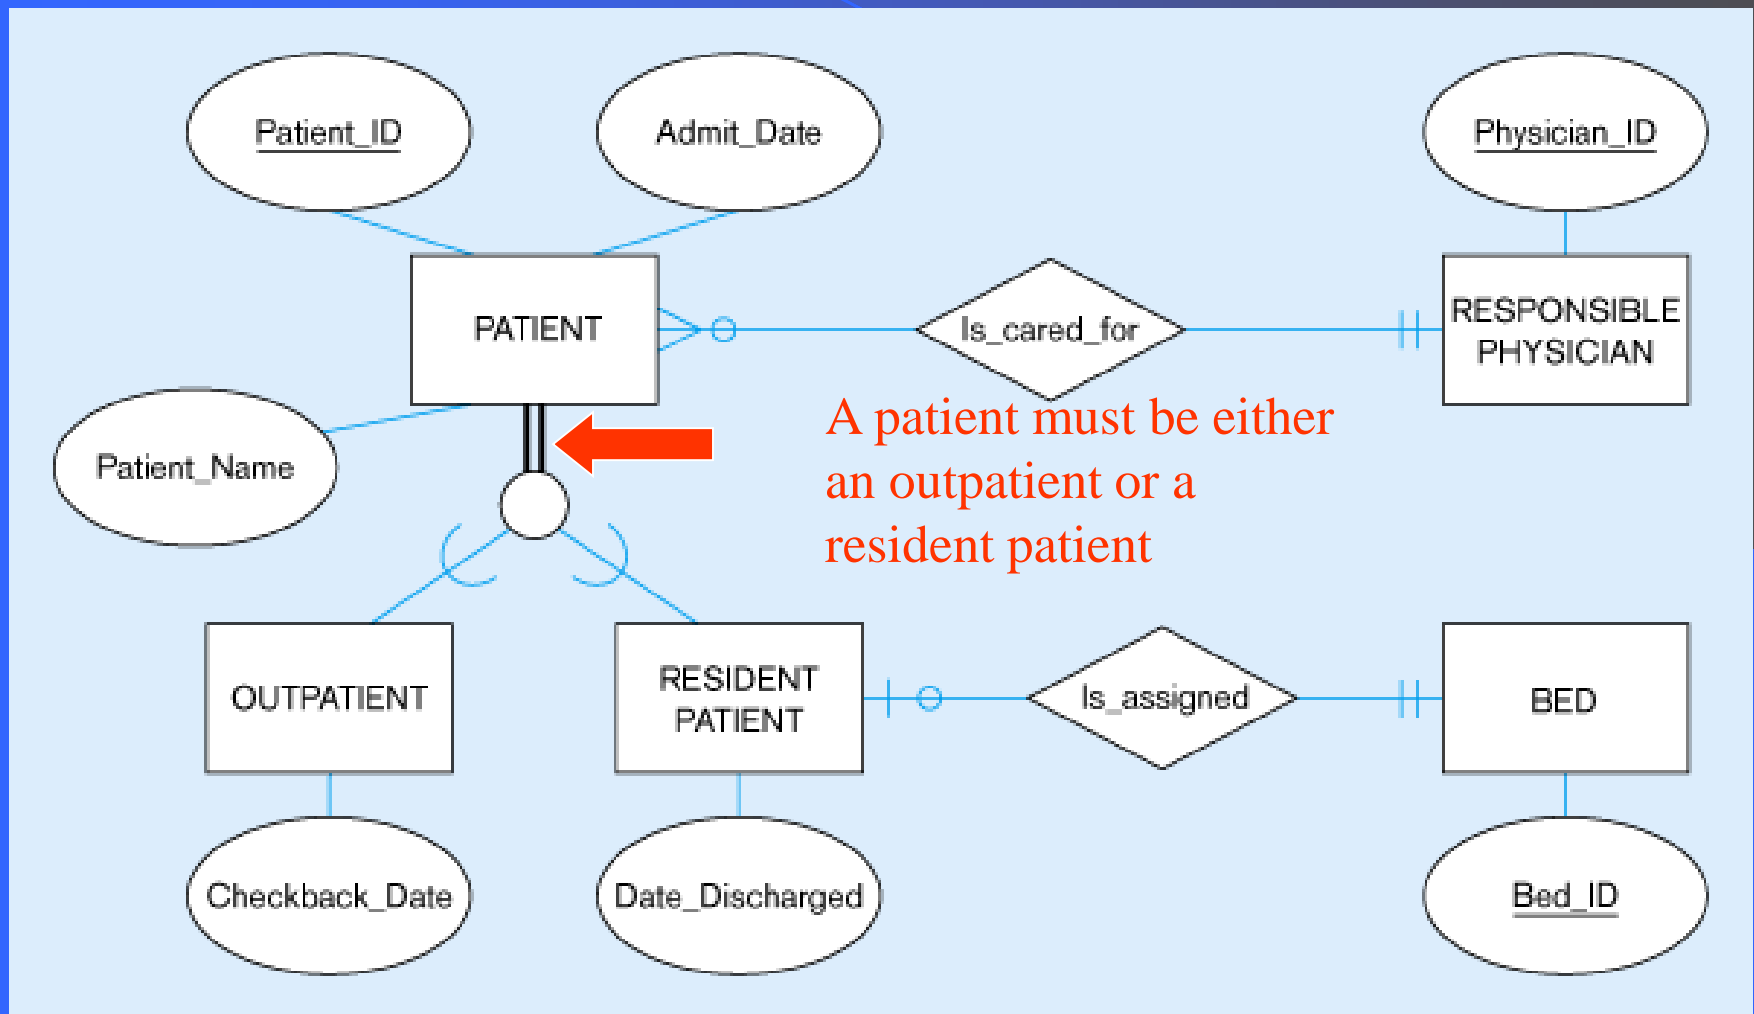 Patient_ID
Admit_Date
Physician_ID
PATIENT
Is_cared_for
RESPONSIBLE
PHYSICIAN
Patient_Name
A patient must be either
an outpatient or a
resident patient
OUTPATIENT
RESIDENT
PATIENT
Is_assigned
BED
Checkback_Date
Date_Discharged
Bed_ID